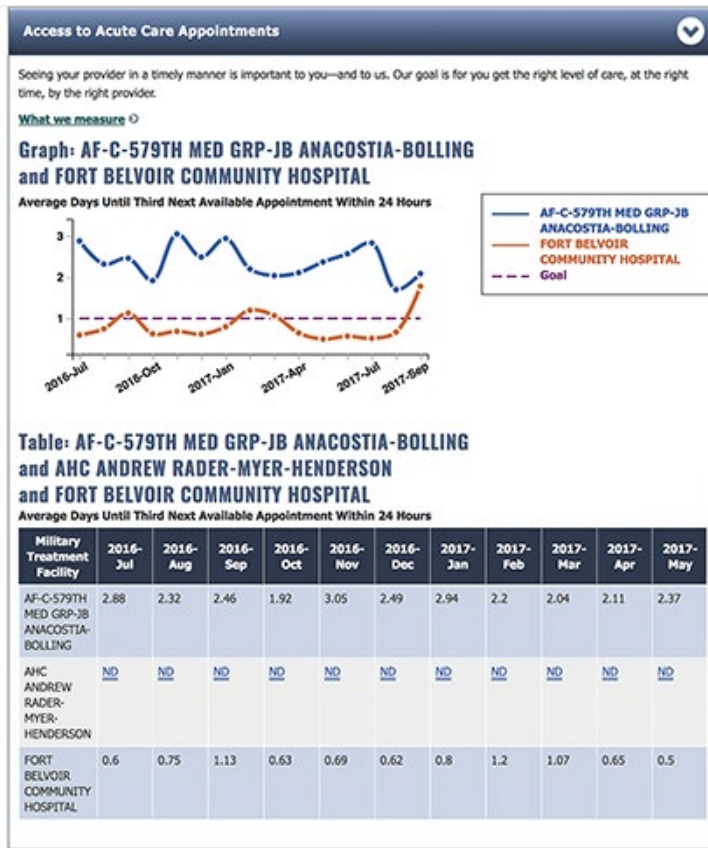 Access to Acute Care Appointments
Seeing your provider in a timely manner is important to you—and to us. Our goal is for you get the right level of care, at the right
time, by the right provider.
What we measure
Graph: AF-C-579TH MED GRP-JB ANACOSTIA-BOLLING
and FORT BELVOIR COMMUNITY HOSPITAL
Average Days Until Third Next Available Appointment Within 24 Hours
3
2
1
2016-Jul 2016-Oct 2017-Jan 2017-Apr 2017-Jul 2017-Sep
AF-C-579TH MED GRP-JB
ANACOSTIA-BOLLING
FORT BELVOIR
COMMUNITY HOSPITAL
Goal
Table: AF-C-579TH MED GRP-JB ANACOSTIA-BOLLING
and AHC ANDREW RADER-MYER-HENDERSON
and FORT BELVOIR COMMUNITY HOSPITAL
Average Days Until Third Next Available Appointment Within 24 Hours
Military
Treatment
Facility
2016-
Jul
2016-
Aug
2016-
Sep
2016-
Oct
2016-
Nov
2016-
Dec
2017-
Jan
2017-
Feb
2017-
Mar
2017-
Apr
2017-
May
AF-C-579TH
MED GRP-JB
ANACOSTIA-
BOLLING
2.88 2.32 2.46 1.92 3.05 2.49 2.94 2.2 2.04 2.11 2.37
AHC
ANDREW
RADER-
MYER-
HENDERSON
ND ND ND ND ND ND ND ND ND ND ND
FORT
BELVOIR
COMMUNITY
HOSPITAL
0.6 0.75 1.13 0.63 0.69 0.62 0.8 1.2 1.07 0.65 0.5